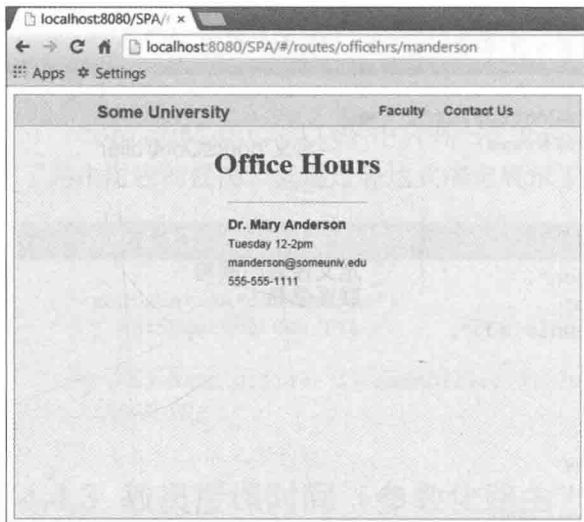 localhost:8080/SPA/
localhost:8080/SPA/#/routes/officehrs/manderson
Apps Settings
Some University Faculty Contact Us
Office Hours
Dr. Mary Anderson
Tuesday 12-2pm
manderson@someuniv.edu
555-555-1111